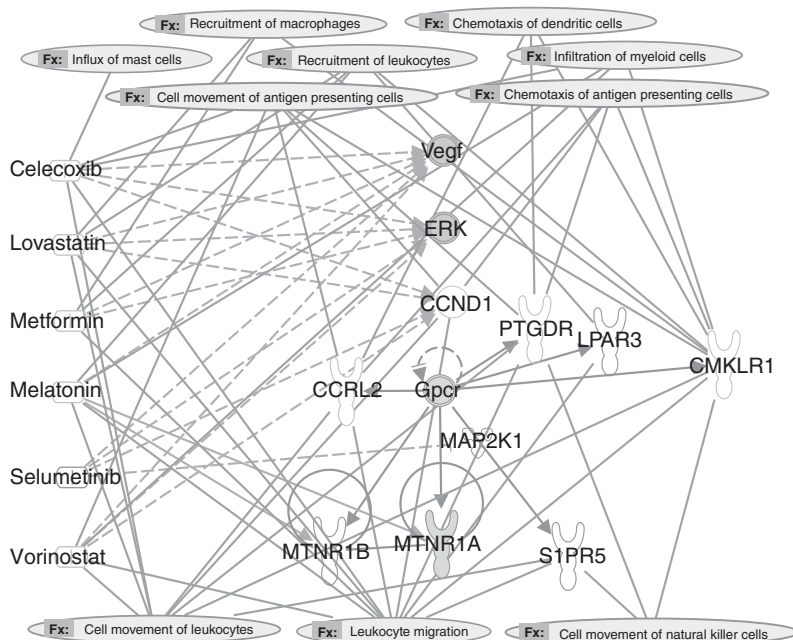 Fx: Recruitment of macrophages
Fx: Chemotaxis of dendritic cells
Fx: Influx of mast cells
Fx: Recruitment of leukocytes
Fx: Infiltration of myeloid cells
Fx: Cell movement of antigen presenting cells
Fx: Chemotaxis of antigen presenting cells
Vegf
Celecoxib
ERK
Lovastatin
CCND1
Metformin
PTGDR
LPAR3
CMKLR1
Melatonin
CCRL2
Gpcr
MAP2K1
Selumetinib
MTNR1B
MTNR1A
S1PR5
Vorinostat
Fx: Cell movement of leukocytes
Fx: Leukocyte migration
Fx: Cell movement of natural killer cells